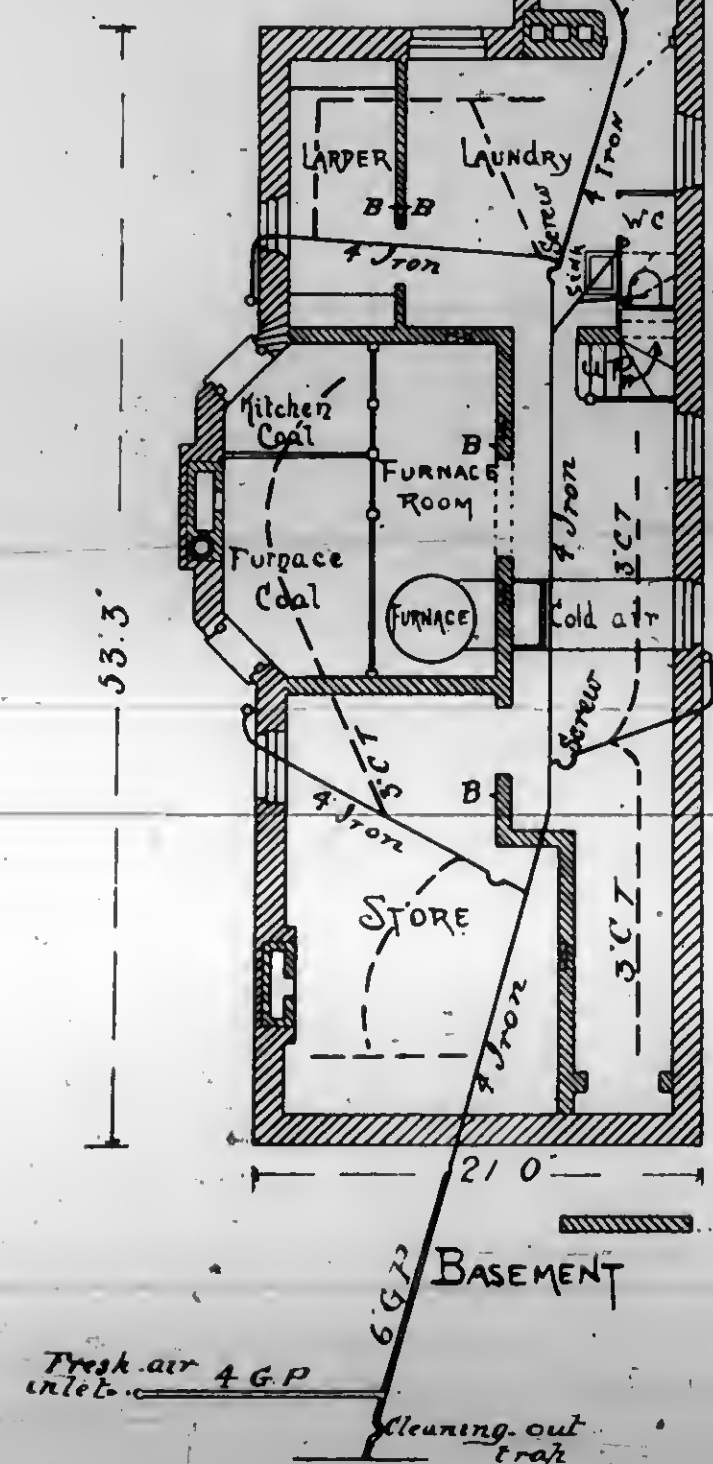 LARDER
LAUNDRY
B B
4 Iron
Screw
Sink
4 Iron
W C
Kitchen
Coal
B
FURNACE
ROOM
4 Iron
3" C T
Furnace
Coal
FURNACE
Cold air
53'.3"
Screw
3" C T
B
4 Iron
STORE
3" C T
4 Iron
21' 0"
BASEMENT
6" G P
Fresh air
inlet
4 G.P
Cleaning out
trap